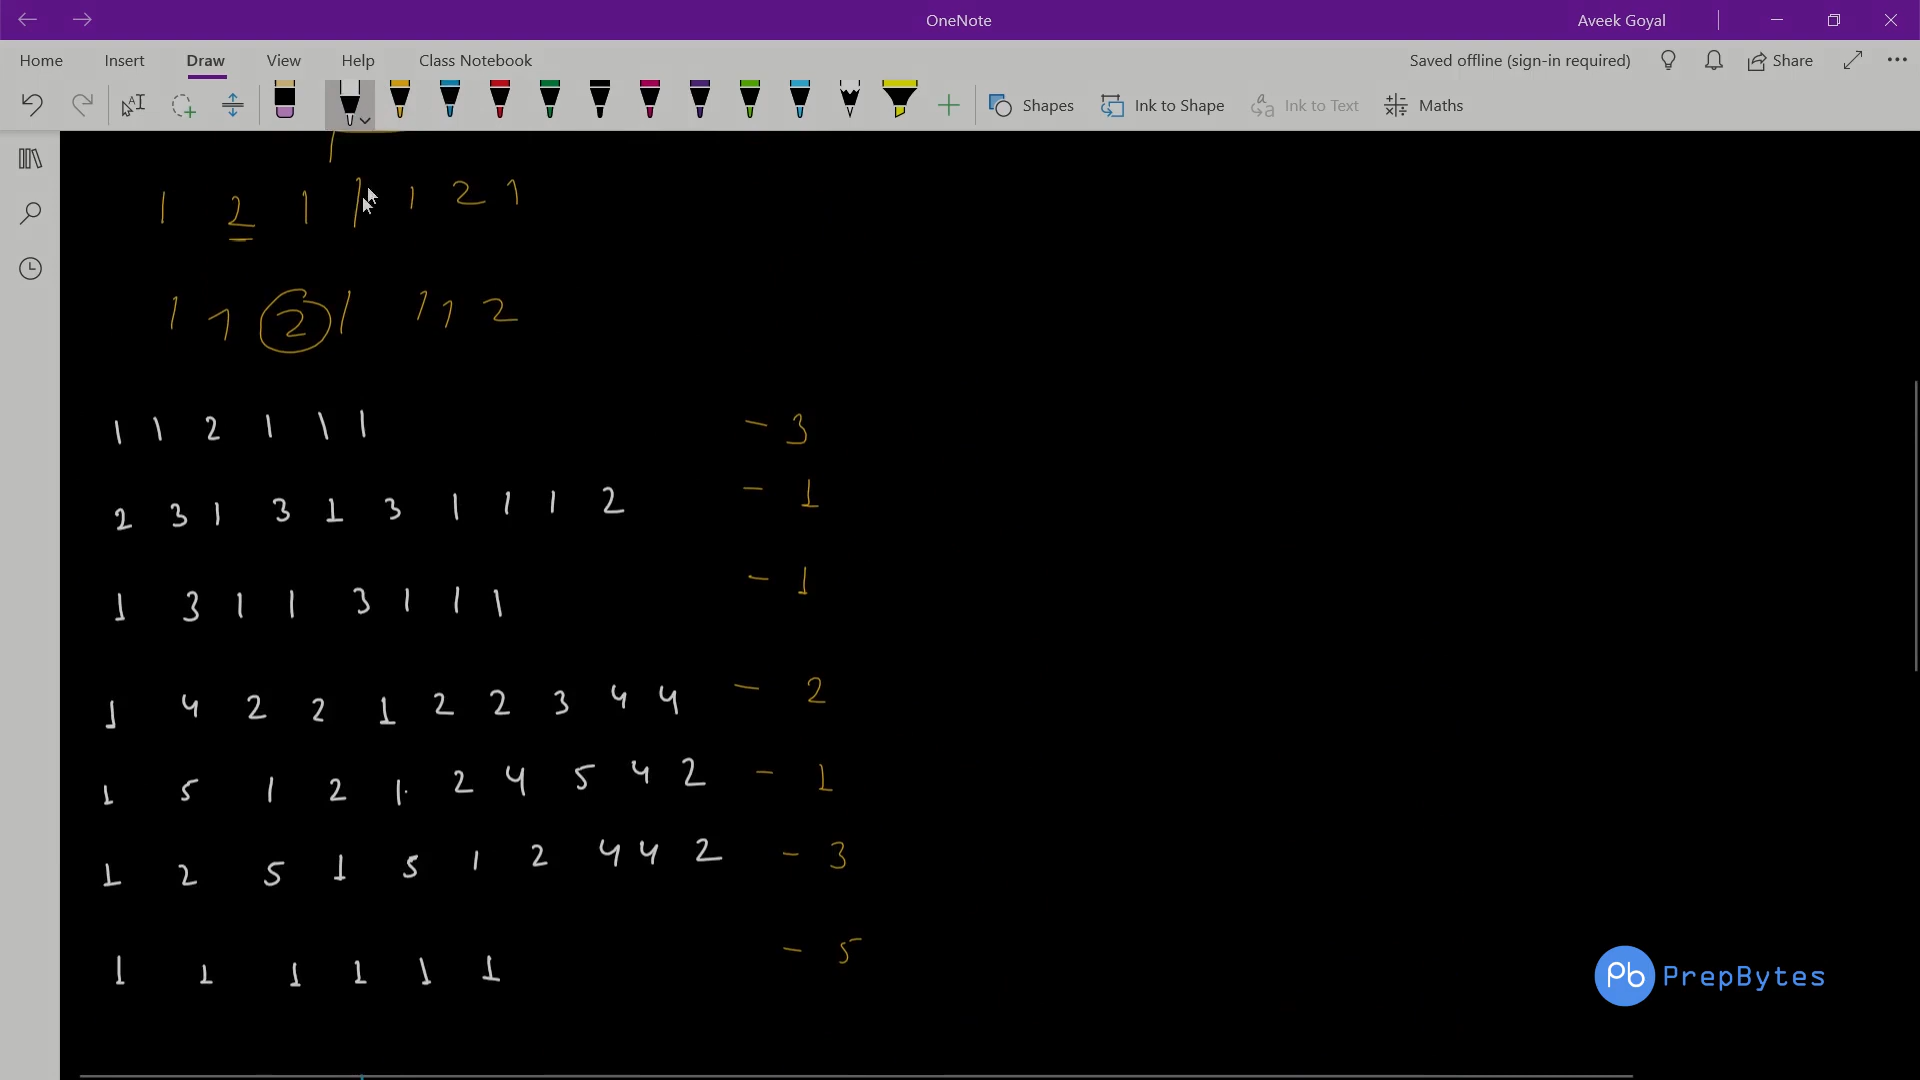 OneNote
Aveek Goyal
Home Insert Draw View Help Class Notebook
Saved offline (sign-in required) Share
Shapes Ink to Shape Ink to Text Maths
1 2 1 1 1 2 1
1 1 2 1 1 1 2
1 1 2 1 1 1 - 3
2 3 1 3 1 3 1 1 1 2 - 1
1 3 1 1 3 1 1 1 - 1
1 4 2 2 1 2 2 3 4 4 - 2
1 5 1 2 1 2 4 5 4 2 - 1
1 2 5 1 5 1 2 4 4 2 - 3
1 1 1 1 1 1 - 5
Pb PrepBytes